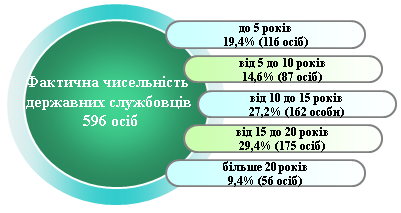 Фактична чисельність
державних службовців
596 осіб
до 5 років
19,4% (116 осіб)
від 5 до 10 років
14,6% (87 осіб)
від 10 до 15 років
27,2% (162 особи)
від 15 до 20 років
29,4% (175 осіб)
більше 20 років
9,4% (56 осіб)